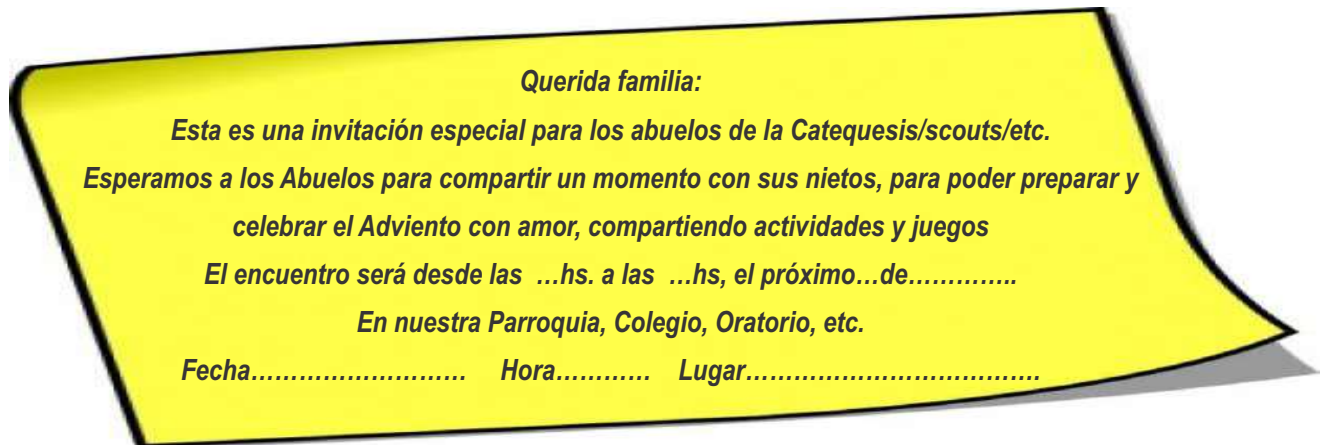 Querida familia:
Esta es una invitación especial para los abuelos de la Catequesis/scouts/etc.
Esperamos a los Abuelos para compartir un momento con sus nietos, para poder preparar y
celebrar el Adviento con amor, compartiendo actividades y juegos
El encuentro será desde las …hs. a las …hs, el próximo…de…………..
En nuestra Parroquia, Colegio, Oratorio, etc.
Fecha……………………… Hora………… Lugar……………………………….